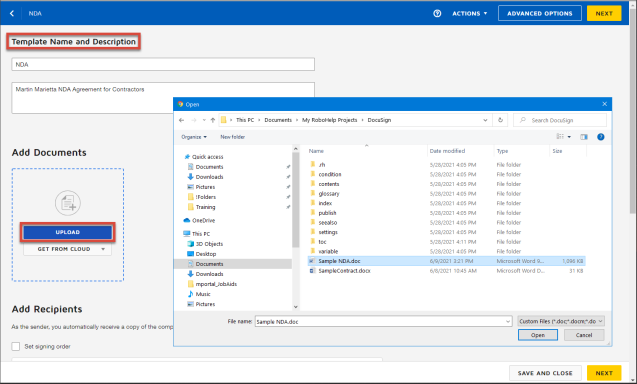 NDA
ACTIONS
ADVANCED OPTIONS
NEXT
Template Name and Description
NDA
Martin Marietta NDA Agreement for Contractors
Add Documents
UPLOAD
GET FROM CLOUD
Add Recipients
As the sender, you automatically receive a copy of the comp
Set signing order
SAVE AND CLOSE
NEXT
Open
This PC > Documents > My RoboHelp Projects > DocuSign
Search DocuSign
Organize
New folder
Quick access
Documents
Downloads
Pictures
!Folders
Training
OneDrive
This PC
3D Objects
Desktop
Documents
Downloads
mportal_JobAids
Music
Pictures
Name Date modified Type Size
.rh 5/28/2021 4:05 PM File folder
condition 5/28/2021 4:05 PM File folder
contents 5/28/2021 4:05 PM File folder
glossary 5/28/2021 4:05 PM File folder
index 5/28/2021 4:05 PM File folder
publish 5/28/2021 4:05 PM File folder
seealso 5/28/2021 4:05 PM File folder
settings 5/28/2021 4:05 PM File folder
toc 5/28/2021 4:11 PM File folder
variable 5/28/2021 4:05 PM File folder
Sample NDA.doc 6/9/2021 3:21 PM Microsoft Word 9... 1,096 KB
SampleContract.docx 6/8/2021 10:45 AM Microsoft Word D... 31 KB
File name: Sample NDA.doc
Custom Files (*.doc;*.docm;*.do
Open
Cancel